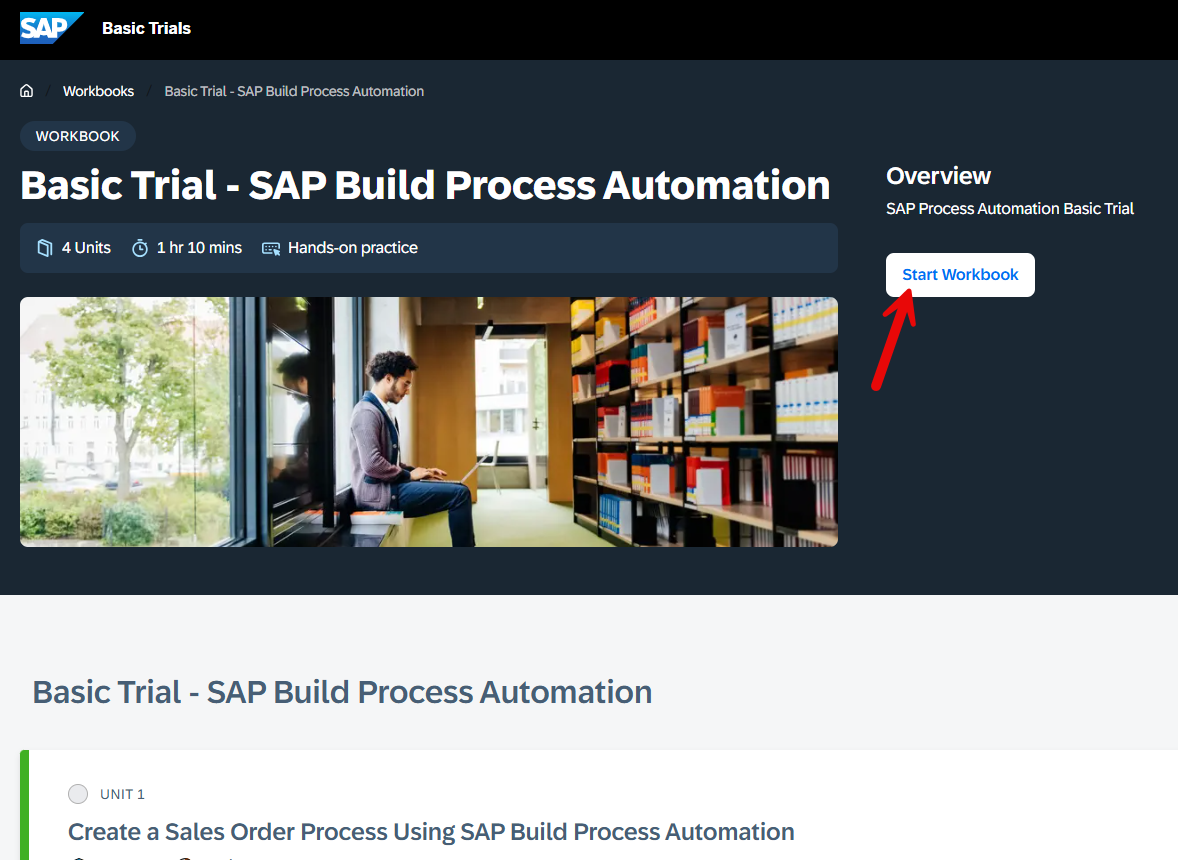 SAP Basic Trials
Workbooks / Basic Trial - SAP Build Process Automation
WORKBOOK
Basic Trial - SAP Build Process Automation
4 Units 1 hr 10 mins Hands-on practice
Overview
SAP Process Automation Basic Trial
Start Workbook
Basic Trial - SAP Build Process Automation
UNIT 1
Create a Sales Order Process Using SAP Build Process Automation